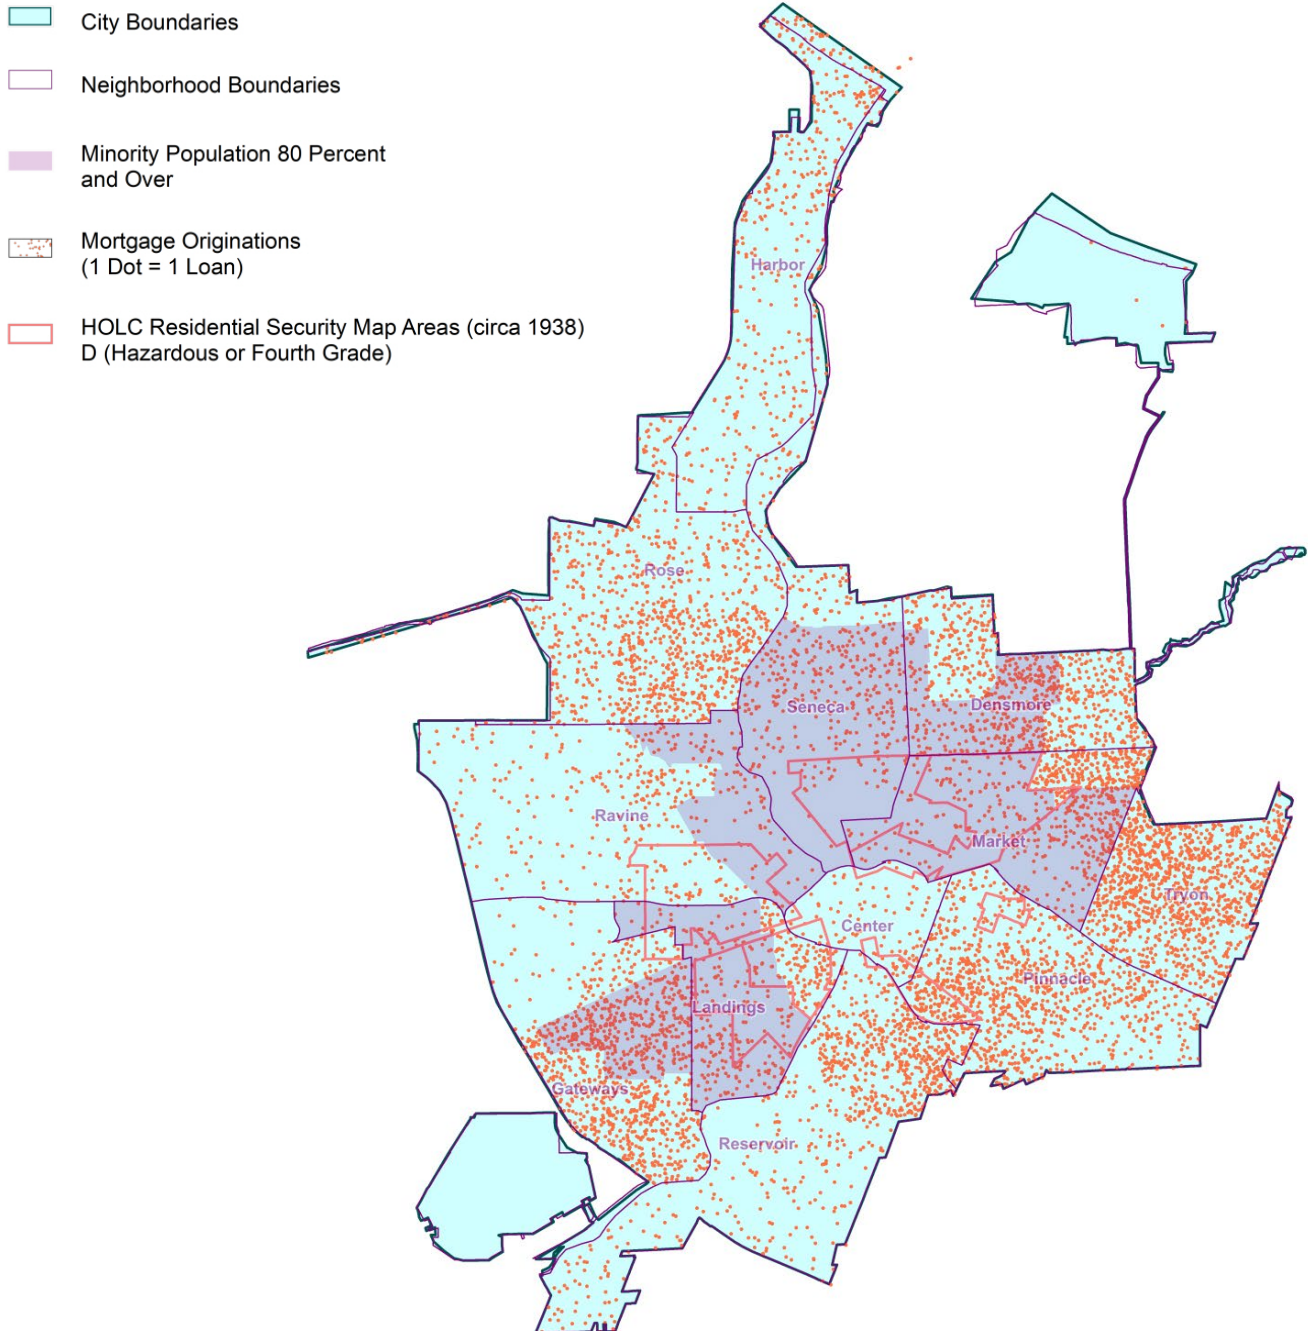 City Boundaries
Neighborhood Boundaries
Minority Population 80 Percent
and Over
Mortgage Originations
(1 Dot = 1 Loan)
HOLC Residential Security Map Areas (circa 1938)
D (Hazardous or Fourth Grade)
Harbor
Rose
Seneca
Densmore
Ravine
Market
Tryon
Center
Pinnacle
Landings
Gateways
Reservoir